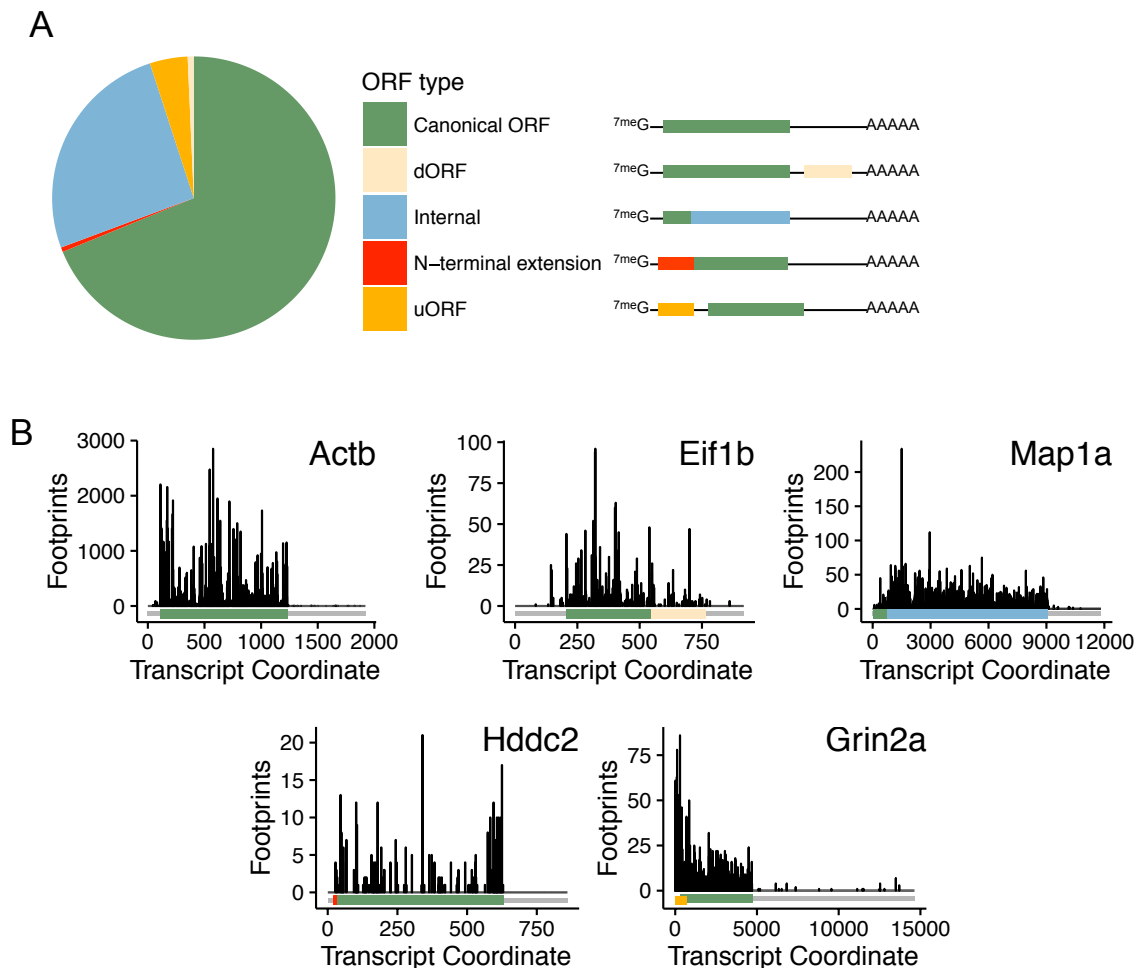 A
ORF type
Canonical ORF
dORF
Internal
N–terminal extension
uORF
7meG AAAAA
7meG AAAAA
7meG AAAAA
7meG AAAAA
7meG AAAAA
B
Actb
Footprints
3000
2000
1000
0
0 500 1000 1500 2000
Transcript Coordinate
Eif1b
Footprints
100
75
50
25
0
0 250 500 750
Transcript Coordinate
Map1a
Footprints
200
150
100
50
0
0 3000 6000 9000 12000
Transcript Coordinate
Hddc2
Footprints
20
15
10
5
0
0 250 500 750
Transcript Coordinate
Grin2a
Footprints
75
50
25
0
0 5000 10000 15000
Transcript Coordinate